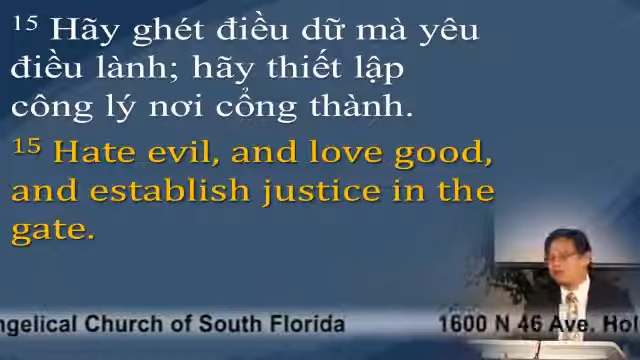 15 Hãy ghét điều dữ mà yêu
điều lành; hãy thiết lập
công lý nơi cổng thành.
15 Hate evil, and love good,
and establish justice in the
gate.
ngelical Church of South Florida 1600 N 46 Ave. Hol